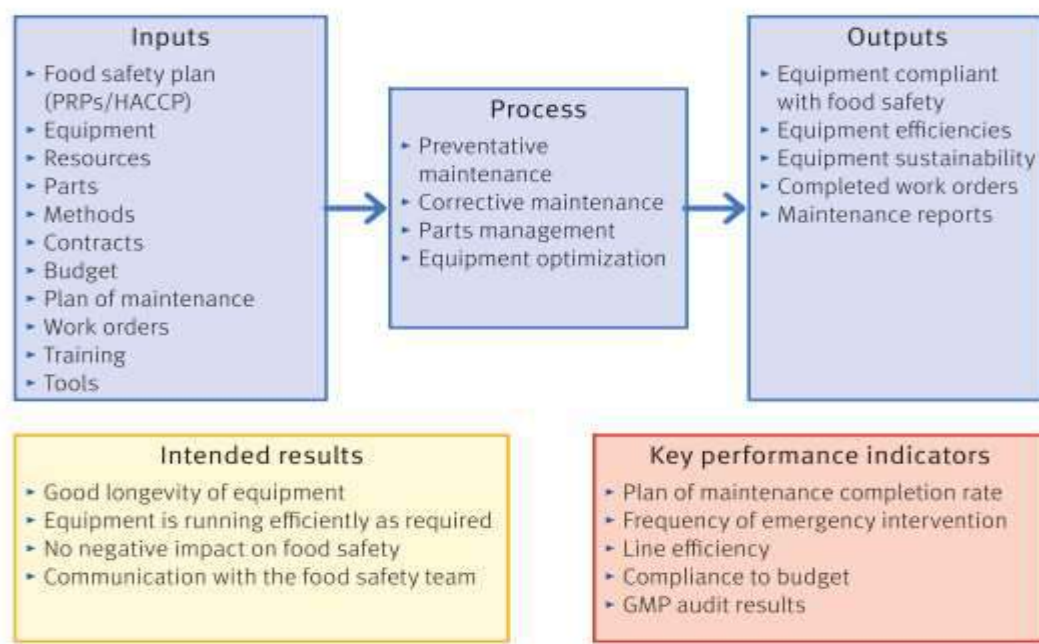 Inputs
► Food safety plan
(PRPs/HACCP)
► Equipment
► Resources
► Parts
► Methods
► Contracts
► Budget
► Plan of maintenance
► Work orders
► Training
► Tools
Process
► Preventative
maintenance
► Corrective maintenance
► Parts management
► Equipment optimization
Outputs
► Equipment compliant
with food safety
► Equipment efficiencies
► Equipment sustainability
► Completed work orders
► Maintenance reports
Intended results
► Good longevity of equipment
► Equipment is running efficiently as required
► No negative impact on food safety
► Communication with the food safety team
Key performance indicators
► Plan of maintenance completion rate
► Frequency of emergency intervention
► Line efficiency
► Compliance to budget
► GMP audit results